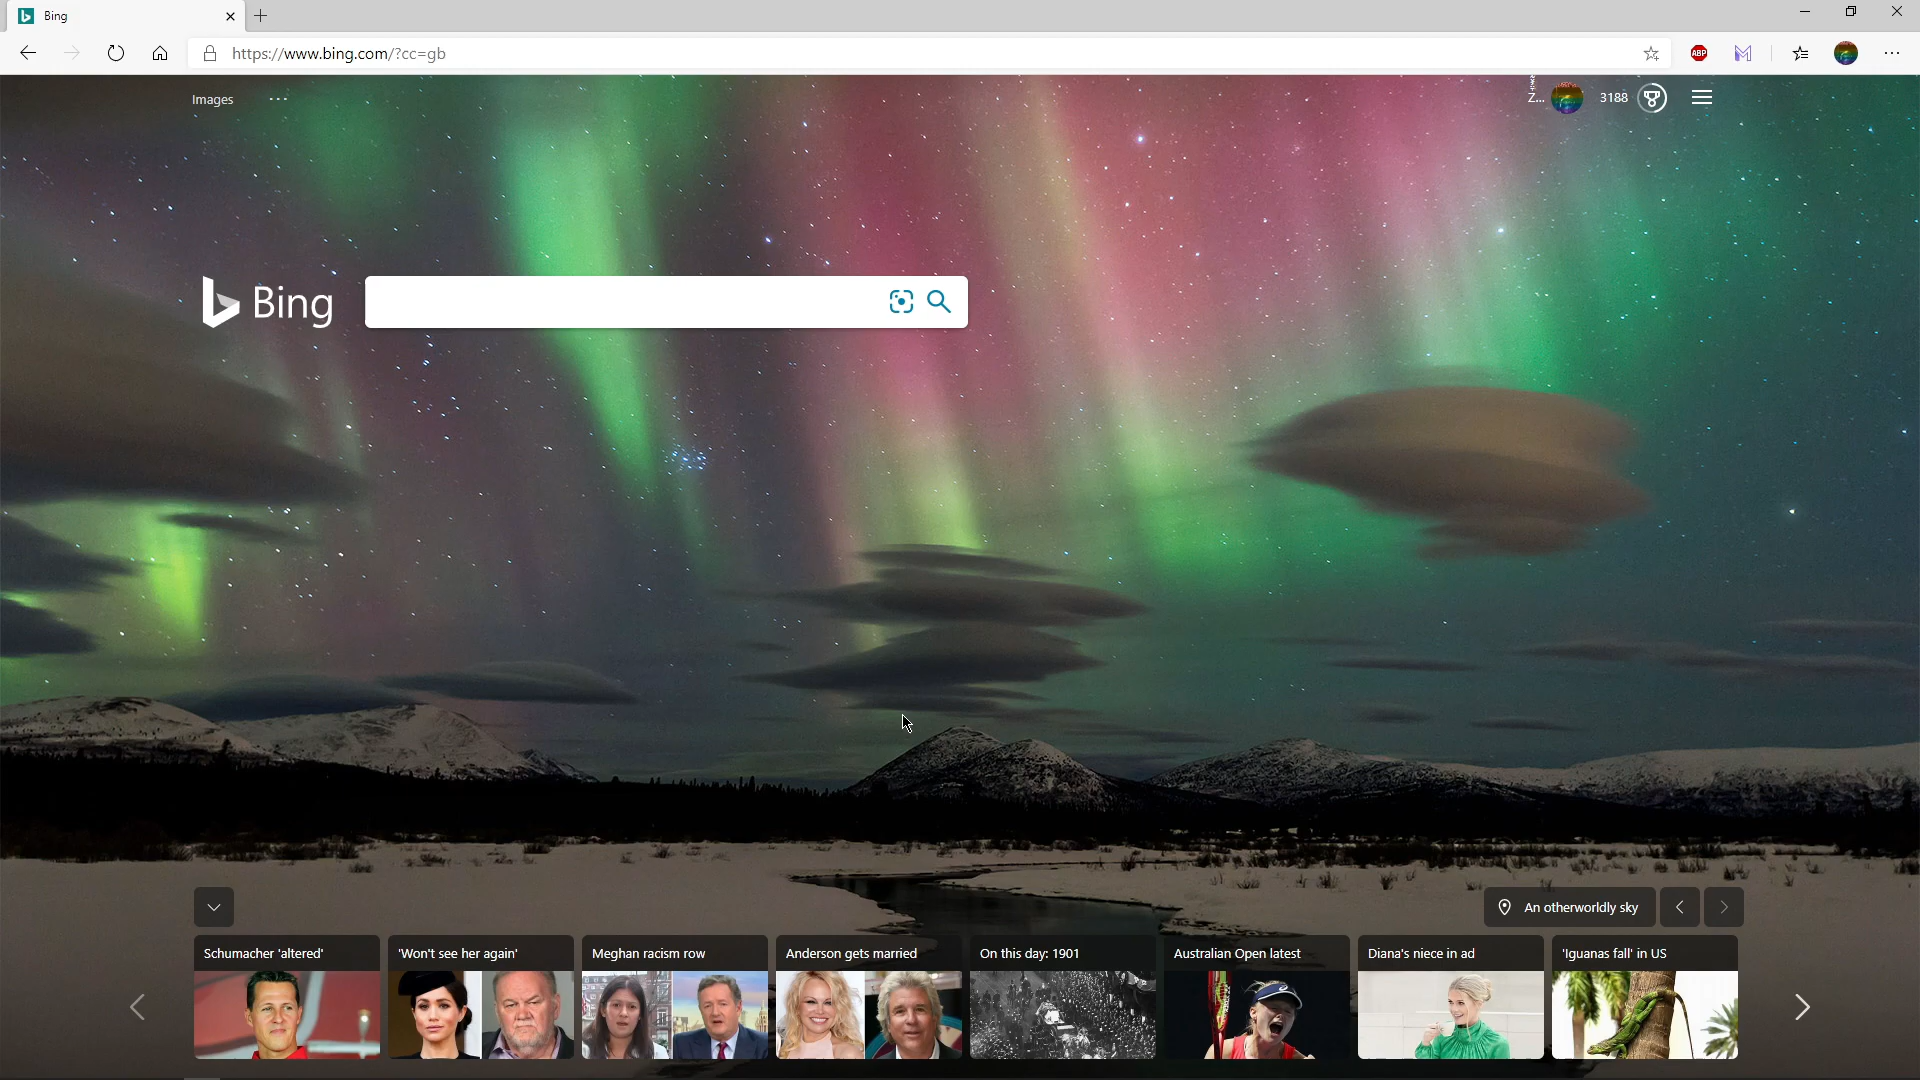 Bing
https://www.bing.com/?cc=gb
ABP
Images
Z...
3188
Bing
An otherworldly sky
Schumacher 'altered'
'Won't see her again'
Meghan racism row
Anderson gets married
On this day: 1901
Australian Open latest
Diana's niece in ad
'Iguanas fall' in US